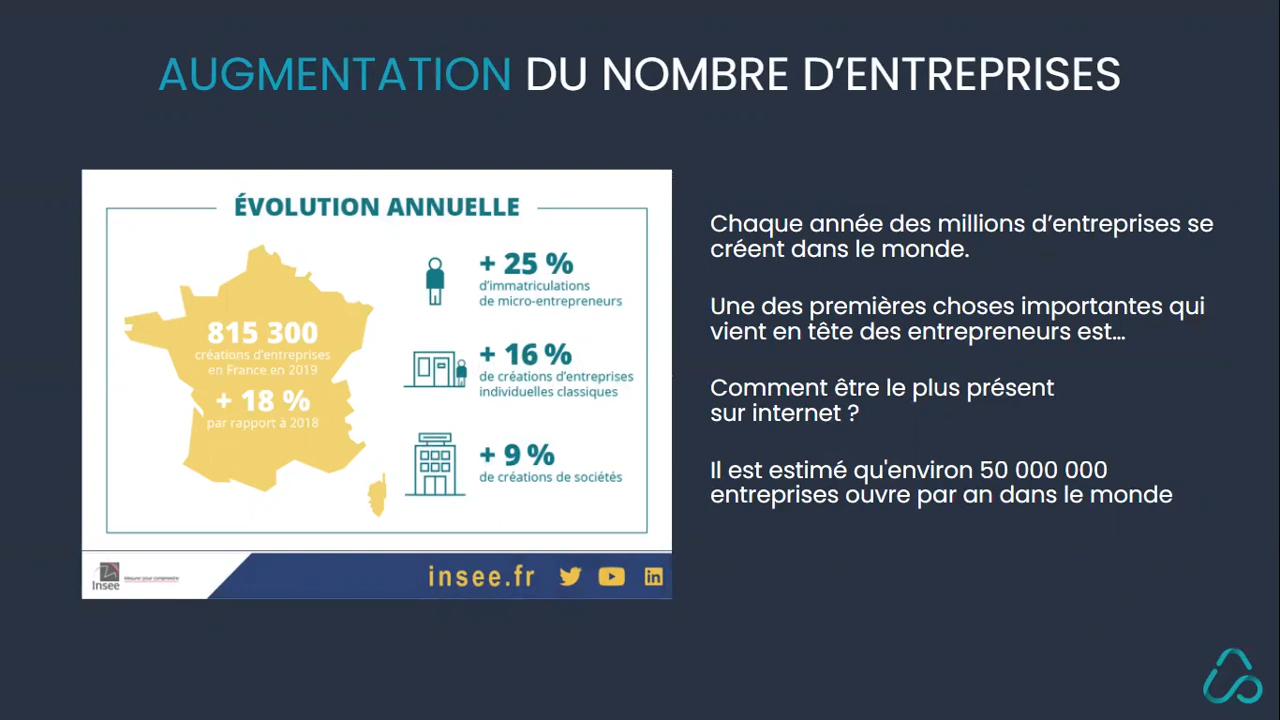 AUGMENTATION DU NOMBRE D’ENTREPRISES
ÉVOLUTION ANNUELLE
815 300
créations d'entreprises
en France en 2019
+ 18 %
par rapport à 2018
+ 25 %
d'immatriculations
de micro-entrepreneurs
+ 16 %
de créations d'entreprises
individuelles classiques
+ 9 %
de créations de sociétés
Insee
Mesurer pour comprendre
insee.fr
Chaque année des millions d’entreprises se
créent dans le monde.
Une des premières choses importantes qui
vient en tête des entrepreneurs est...
Comment être le plus présent
sur internet ?
Il est estimé qu'environ 50 000 000
entreprises ouvre par an dans le monde